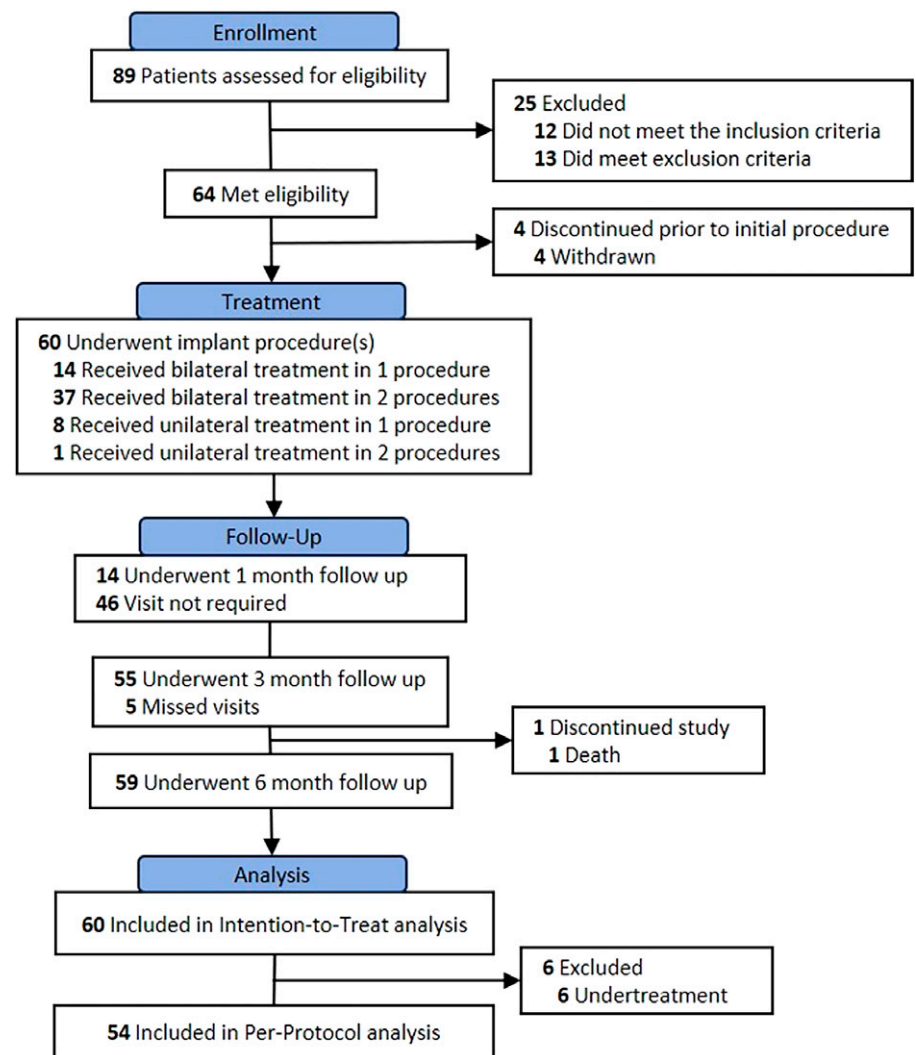 Enrollment
89 Patients assessed for eligibility
25 Excluded
12 Did not meet the inclusion criteria
13 Did meet exclusion criteria
64 Met eligibility
4 Discontinued prior to initial procedure
4 Withdrawn
Treatment
60 Underwent implant procedure(s)
14 Received bilateral treatment in 1 procedure
37 Received bilateral treatment in 2 procedures
8 Received unilateral treatment in 1 procedure
1 Received unilateral treatment in 2 procedures
Follow-Up
14 Underwent 1 month follow up
46 Visit not required
55 Underwent 3 month follow up
5 Missed visits
1 Discontinued study
1 Death
59 Underwent 6 month follow up
Analysis
60 Included in Intention-to-Treat analysis
6 Excluded
6 Undertreatment
54 Included in Per-Protocol analysis